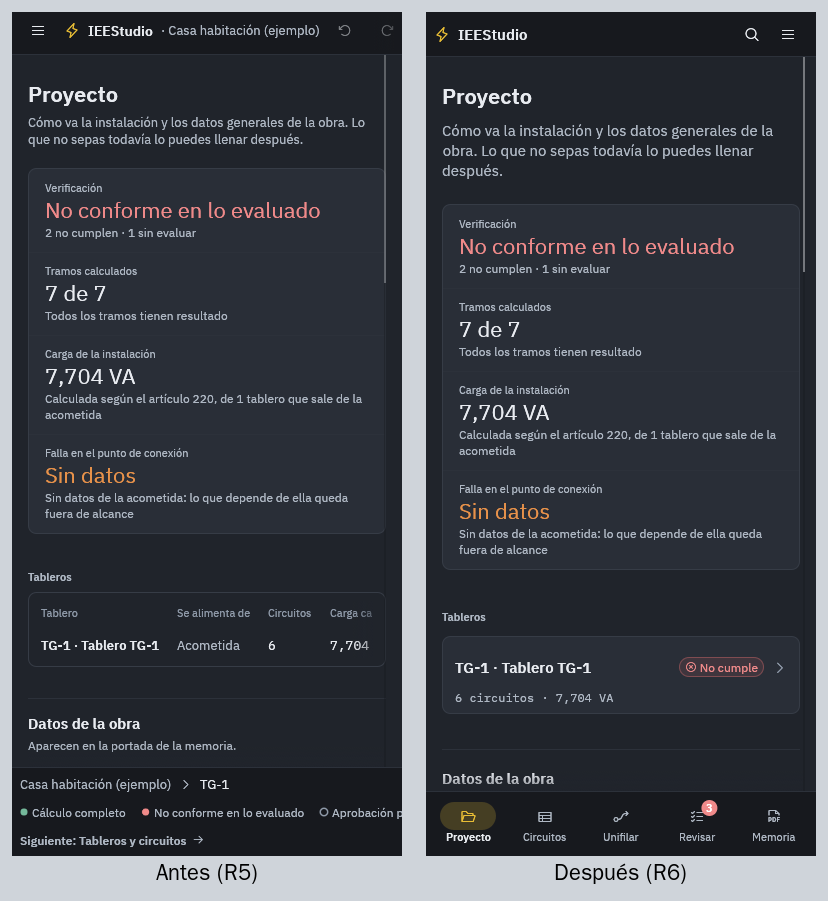 IEEStudio · Casa habitación (ejemplo)
Proyecto
Cómo va la instalación y los datos generales de la obra. Lo
que no sepas todavía lo puedes llenar después.
Verificación
No conforme en lo evaluado
2 no cumplen · 1 sin evaluar
Tramos calculados
7 de 7
Todos los tramos tienen resultado
Carga de la instalación
7,704 VA
Calculada según el artículo 220, de 1 tablero que sale de la
acometida
Falla en el punto de conexión
Sin datos
Sin datos de la acometida: lo que depende de ella queda
fuera de alcance
Tableros
Tablero Se alimenta de Circuitos Carga ca
TG-1 · Tablero TG-1 Acometida 6 7,704
Datos de la obra
Aparecen en la portada de la memoria.
Casa habitación (ejemplo) > TG-1
Cálculo completo No conforme en lo evaluado Aprobación p
Siguiente: Tableros y circuitos →
Antes (R5)
IEEStudio
Proyecto
Cómo va la instalación y los datos generales de la
obra. Lo que no sepas todavía lo puedes llenar
después.
Verificación
No conforme en lo evaluado
2 no cumplen · 1 sin evaluar
Tramos calculados
7 de 7
Todos los tramos tienen resultado
Carga de la instalación
7,704 VA
Calculada según el artículo 220, de 1 tablero que sale de la
acometida
Falla en el punto de conexión
Sin datos
Sin datos de la acometida: lo que depende de ella queda
fuera de alcance
Tableros
TG-1 · Tablero TG-1 No cumple
6 circuitos · 7,704 VA
Datos de la obra
3
PDF
Proyecto Circuitos Unifilar Revisar Memoria
Después (R6)